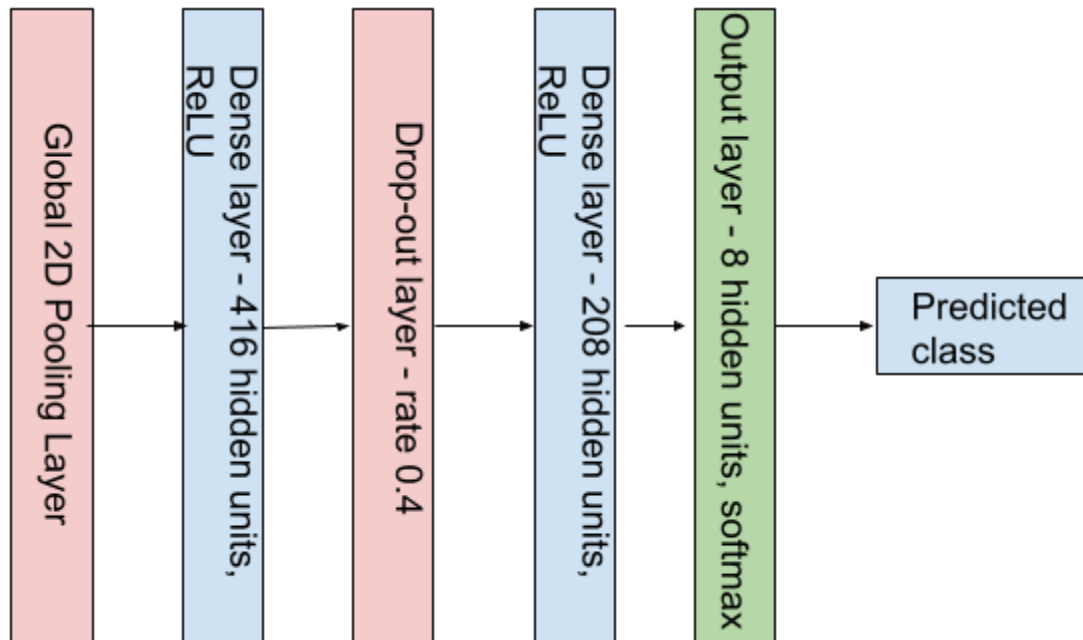 Global 2D Pooling Layer
Dense layer - 416 hidden units,
ReLU
Drop-out layer - rate 0.4
Dense layer - 208 hidden units,
ReLU
Output layer - 8 hidden units, softmax
Predicted
class